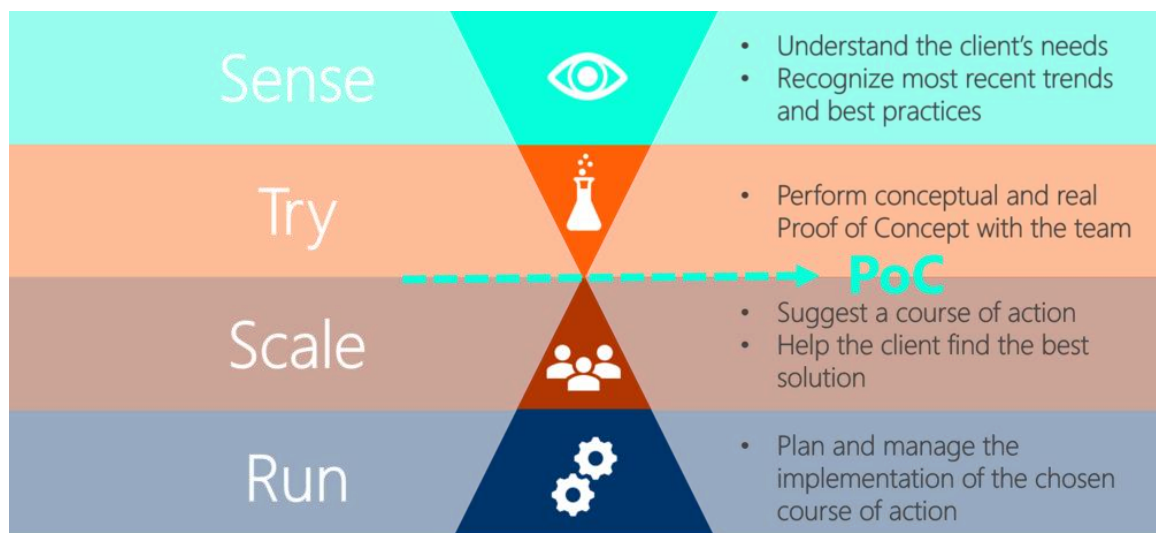 Sense
• Understand the client's needs
• Recognize most recent trends
and best practices
Try
• Perform conceptual and real
Proof of Concept with the team
PoC
Scale
• Suggest a course of action
• Help the client find the best
solution
Run
• Plan and manage the
implementation of the chosen
course of action